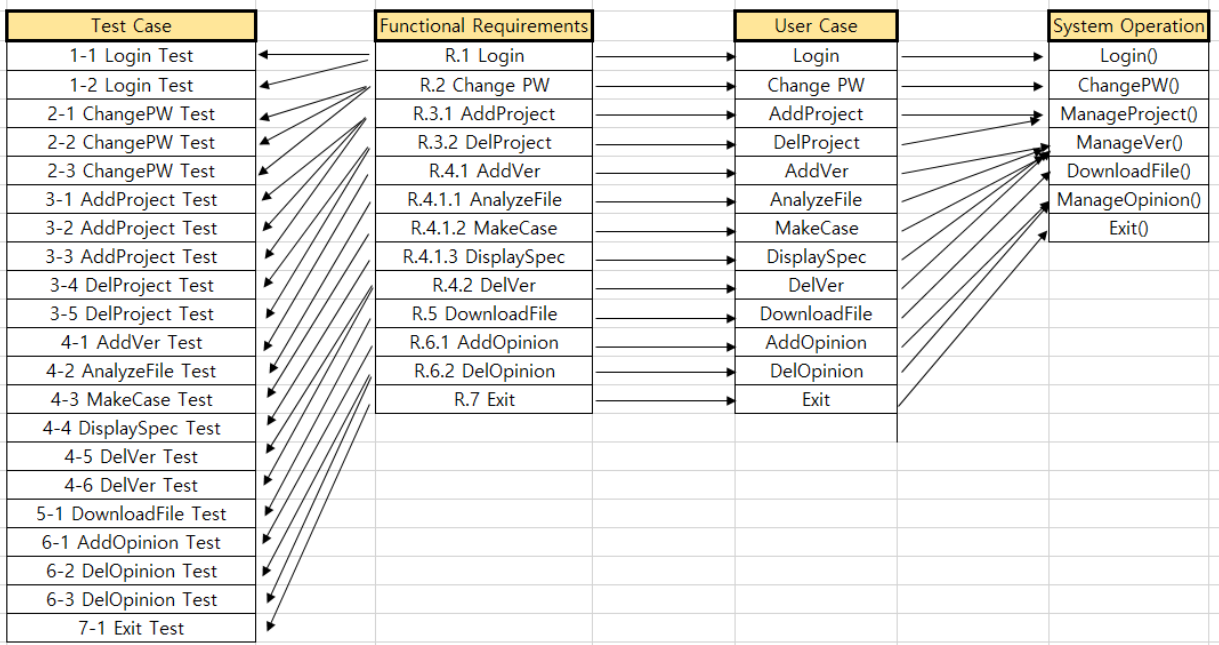 Test Case
1-1 Login Test
1-2 Login Test
2-1 ChangePW Test
2-2 ChangePW Test
2-3 ChangePW Test
3-1 AddProject Test
3-2 AddProject Test
3-3 AddProject Test
3-4 DelProject Test
3-5 DelProject Test
4-1 AddVer Test
4-2 AnalyzeFile Test
4-3 MakeCase Test
4-4 DisplaySpec Test
4-5 DelVer Test
4-6 DelVer Test
5-1 DownloadFile Test
6-1 AddOpinion Test
6-2 DelOpinion Test
6-3 DelOpinion Test
7-1 Exit Test
Functional Requirements
R.1 Login
R.2 Change PW
R.3.1 AddProject
R.3.2 DelProject
R.4.1 AddVer
R.4.1.1 AnalyzeFile
R.4.1.2 MakeCase
R.4.1.3 DisplaySpec
R.4.2 DelVer
R.5 DownloadFile
R.6.1 AddOpinion
R.6.2 DelOpinion
R.7 Exit
User Case
Login
Change PW
AddProject
DelProject
AddVer
AnalyzeFile
MakeCase
DisplaySpec
DelVer
DownloadFile
AddOpinion
DelOpinion
Exit
System Operation
Login()
ChangePW()
ManageProject()
ManageVer()
DownloadFile()
ManageOpinion()
Exit()